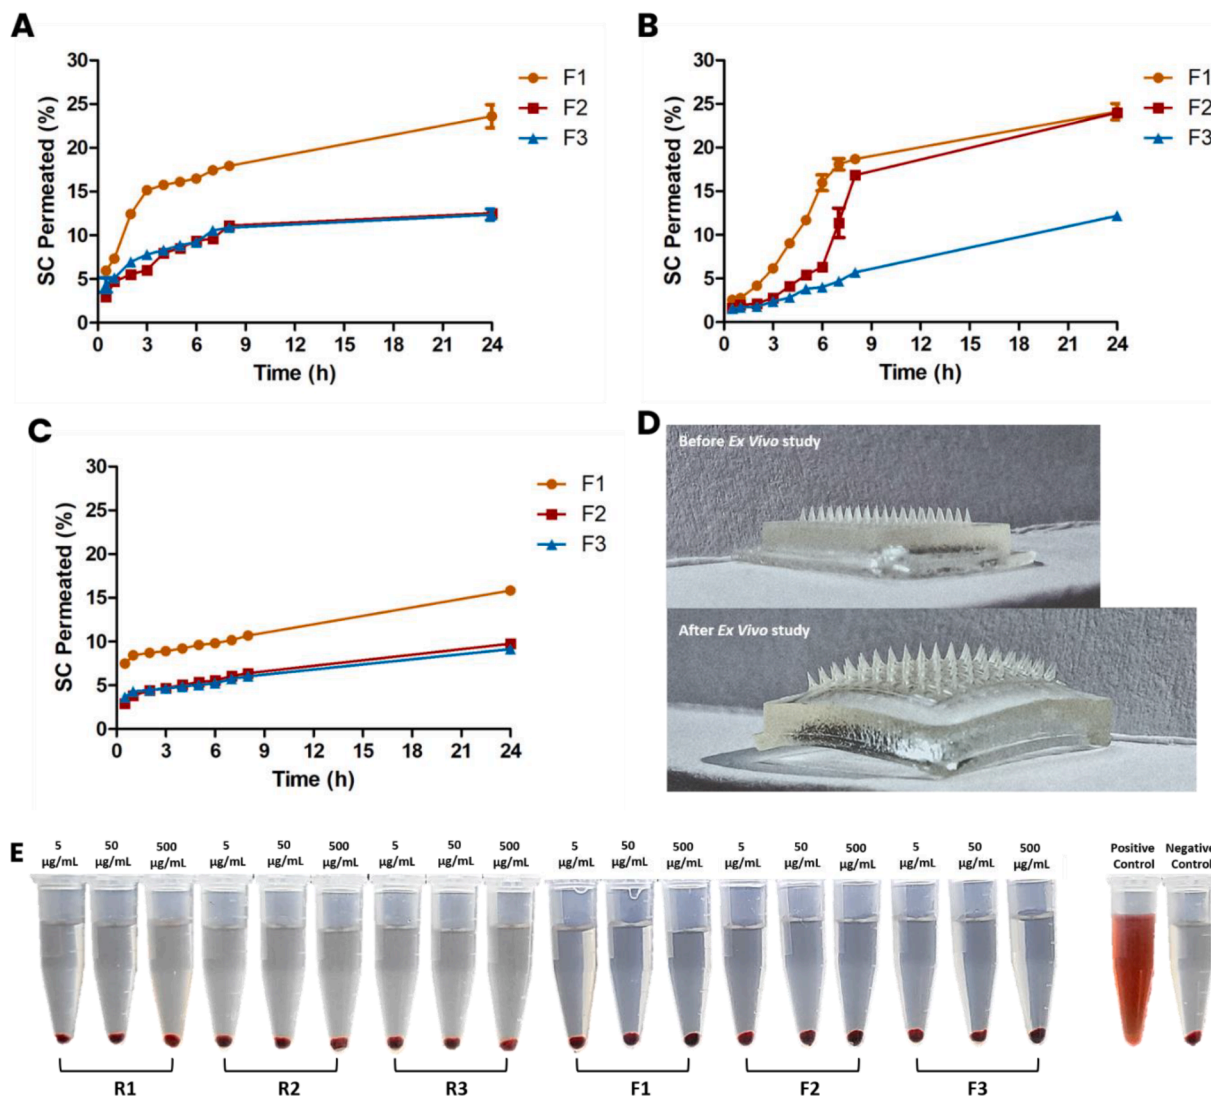 A
30
25
20
15
10
5
0
SC Permeated (%)
0 3 6 9 12 15 18 21 24
Time (h)
F1
F2
F3
B
30
25
20
15
10
5
0
SC Permeated (%)
0 3 6 9 12 15 18 21 24
Time (h)
F1
F2
F3
C
30
25
20
15
10
5
0
SC Permeated (%)
0 3 6 9 12 15 18 21 24
Time (h)
F1
F2
F3
D
Before Ex Vivo study
After Ex Vivo study
E
5 50 500 5 50 500 5 50 500 5 50 500 5 50 500 5 50 500 Positive Negative
µg/mL µg/mL µg/mL µg/mL µg/mL µg/mL µg/mL µg/mL µg/mL µg/mL µg/mL µg/mL µg/mL µg/mL µg/mL µg/mL µg/mL µg/mL Control Control
R1 R2 R3 F1 F2 F3